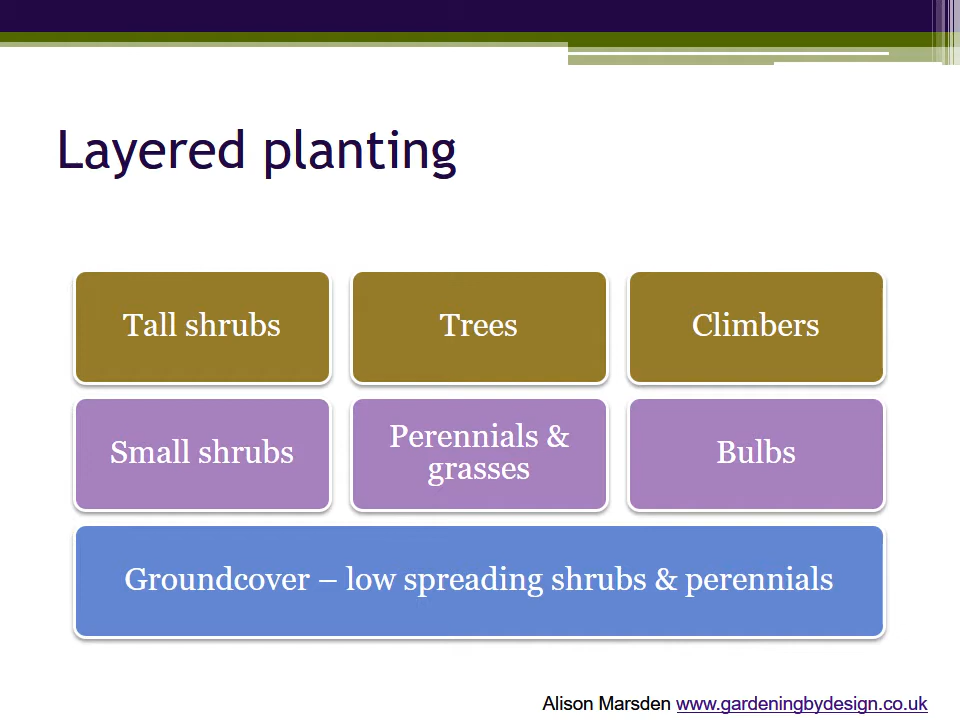 Layered planting
Tall shrubs
Trees
Climbers
Small shrubs
Perennials &
grasses
Bulbs
Groundcover – low spreading shrubs & perennials
Alison Marsden www.gardeningbydesign.co.uk